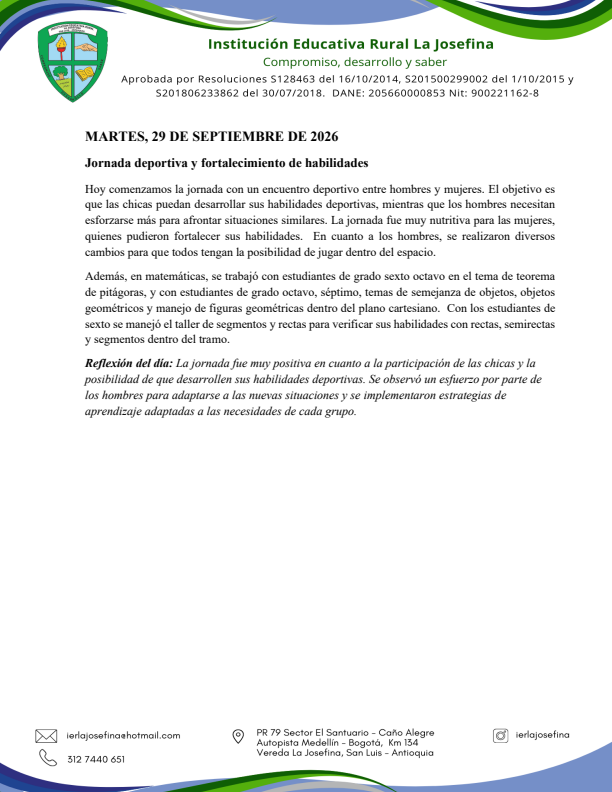 Institución Educativa Rural La Josefina
Compromiso, desarrollo y saber
Aprobada por Resoluciones S128463 del 16/10/2014, S201500299002 del 1/10/2015 y
S201806233862 del 30/07/2018.  DANE: 205660000853 Nit: 900221162-8
MARTES, 29 DE SEPTIEMBRE DE 2026
Jornada deportiva y fortalecimiento de habilidades
Hoy comenzamos la jornada con un encuentro deportivo entre hombres y mujeres. El objetivo es
que las chicas puedan desarrollar sus habilidades deportivas, mientras que los hombres necesitan
esforzarse más para afrontar situaciones similares. La jornada fue muy nutritiva para las mujeres,
quienes pudieron fortalecer sus habilidades.  En cuanto a los hombres, se realizaron diversos
cambios para que todos tengan la posibilidad de jugar dentro del espacio.
Además, en matemáticas, se trabajó con estudiantes de grado sexto octavo en el tema de teorema
de pitágoras, y con estudiantes de grado octavo, séptimo, temas de semejanza de objetos, objetos
geométricos y manejo de figuras geométricas dentro del plano cartesiano.  Con los estudiantes de
sexto se manejó el taller de segmentos y rectas para verificar sus habilidades con rectas, semirectas
y segmentos dentro del tramo.
Reflexión del día: La jornada fue muy positiva en cuanto a la participación de las chicas y la
posibilidad de que desarrollen sus habilidades deportivas. Se observó un esfuerzo por parte de
los hombres para adaptarse a las nuevas situaciones y se implementaron estrategias de
aprendizaje adaptadas a las necesidades de cada grupo.
ierlajosefina@hotmail.com
312 7440 651
PR 79 Sector El Santuario - Caño Alegre
Autopista Medellín - Bogotá,  Km 134
Vereda La Josefina, San Luis - Antioquia
ierlajosefina